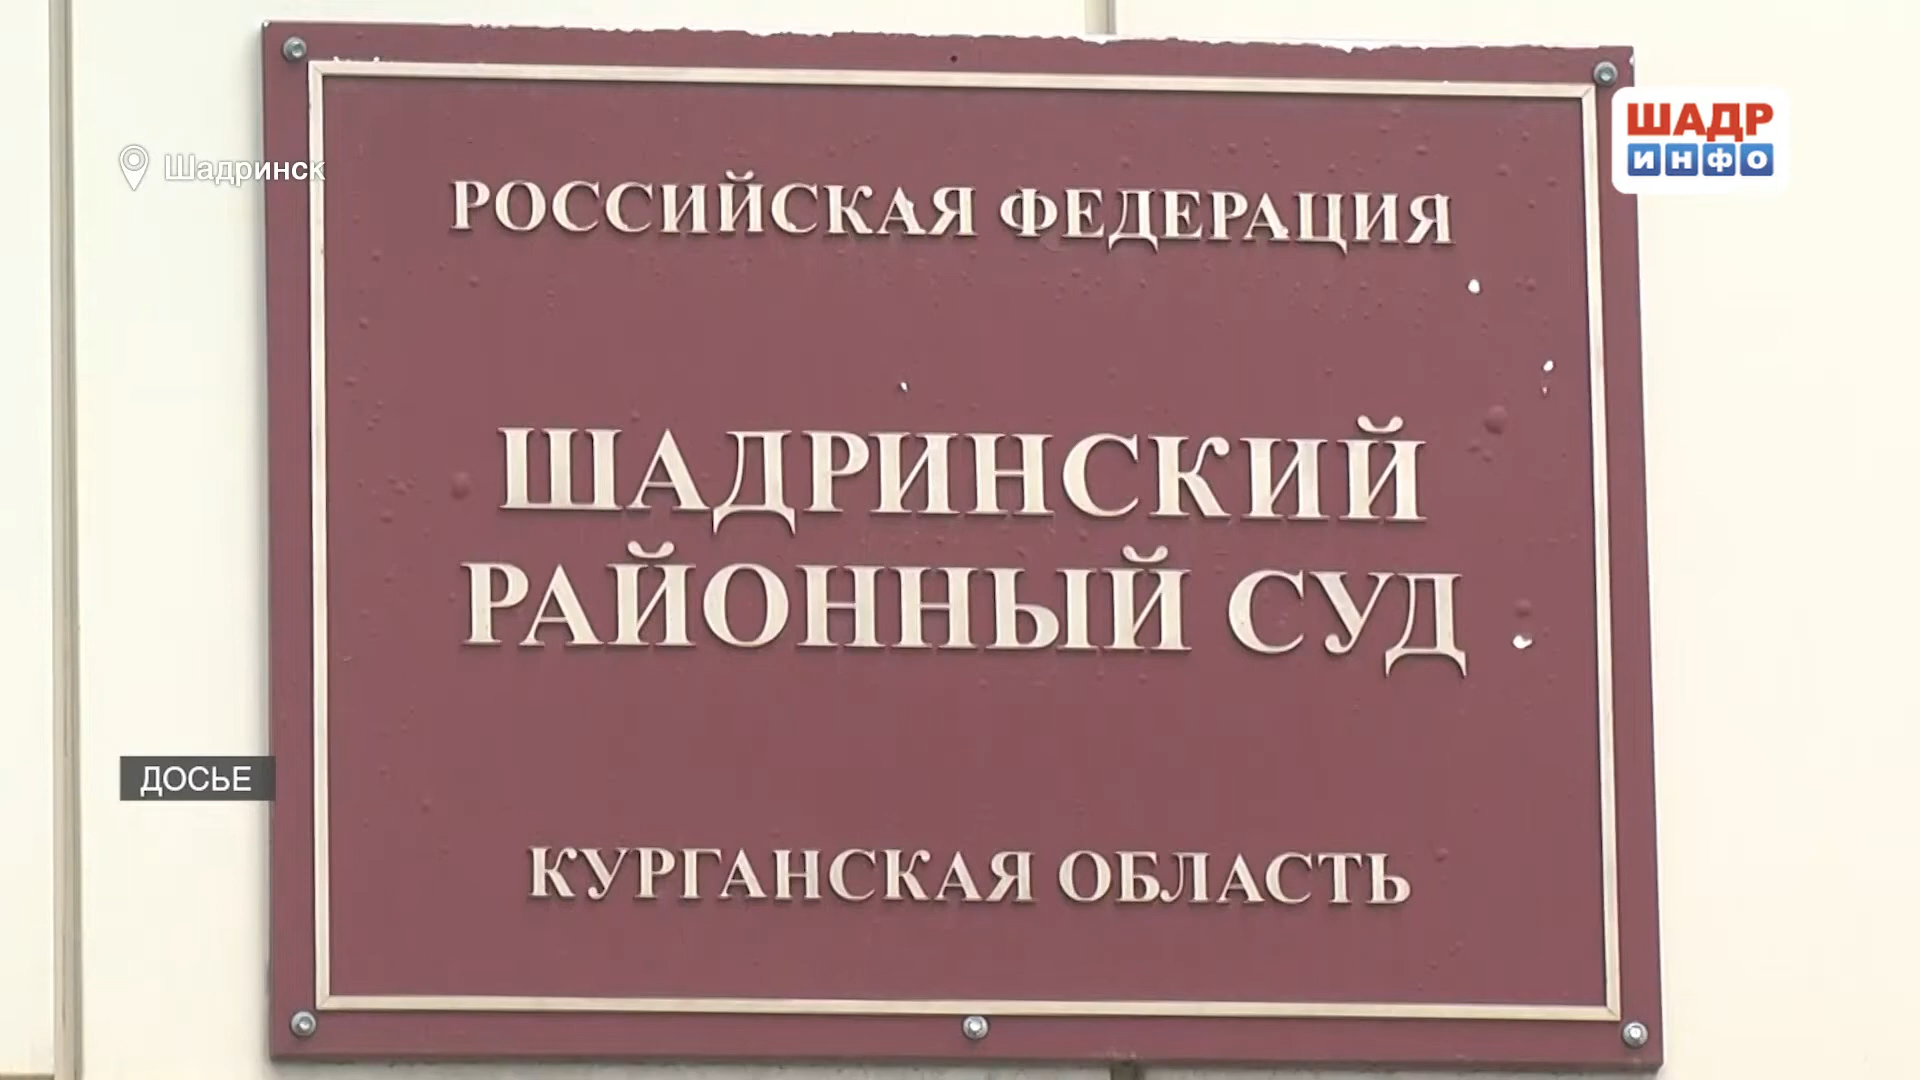 ШАДР
ИНФО
Шадринск
РОССИЙСКАЯ ФЕДЕРАЦИЯ
ШАДРИНСКИЙ
РАЙОННЫЙ СУД
ДОСЬЕ
КУРГАНСКАЯ ОБЛАСТЬ